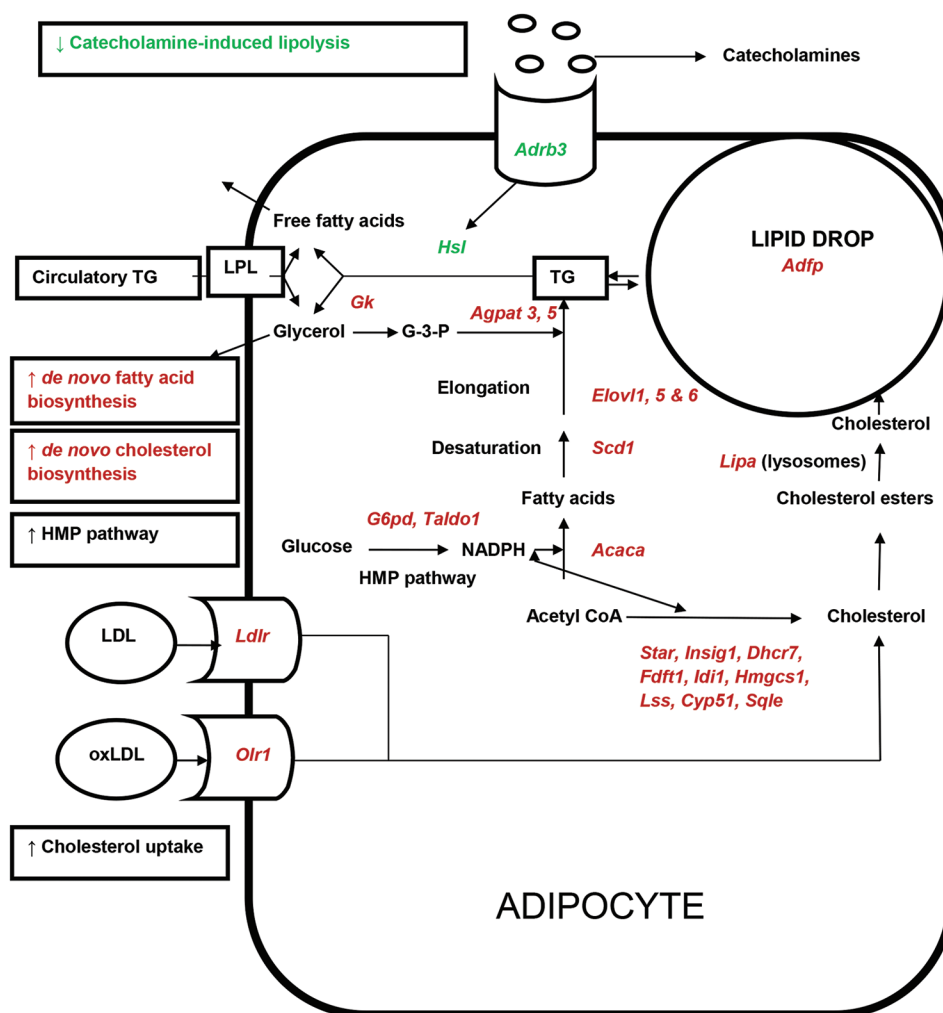 ↓ Catecholamine-induced lipolysis
Catecholamines
Adrb3
Free fatty acids
Hsl
LIPID DROP
Adfp
Circulatory TG
LPL
TG
Gk
Agpat 3, 5
Glycerol
G-3-P
↑ de novo fatty acid
biosynthesis
Elongation
Elovl1, 5 & 6
Cholesterol
↑ de novo cholesterol
biosynthesis
Desaturation
Scd1
Lipa (lysosomes)
Fatty acids
Cholesterol esters
↑ HMP pathway
G6pd, Taldo1
Glucose
NADPH
Acaca
HMP pathway
Acetyl CoA
Cholesterol
LDL
Ldlr
Star, Insig1, Dhcr7,
Fdft1, Idi1, Hmgcs1,
Lss, Cyp51, Sqle
oxLDL
Olr1
↑ Cholesterol uptake
ADIPOCYTE